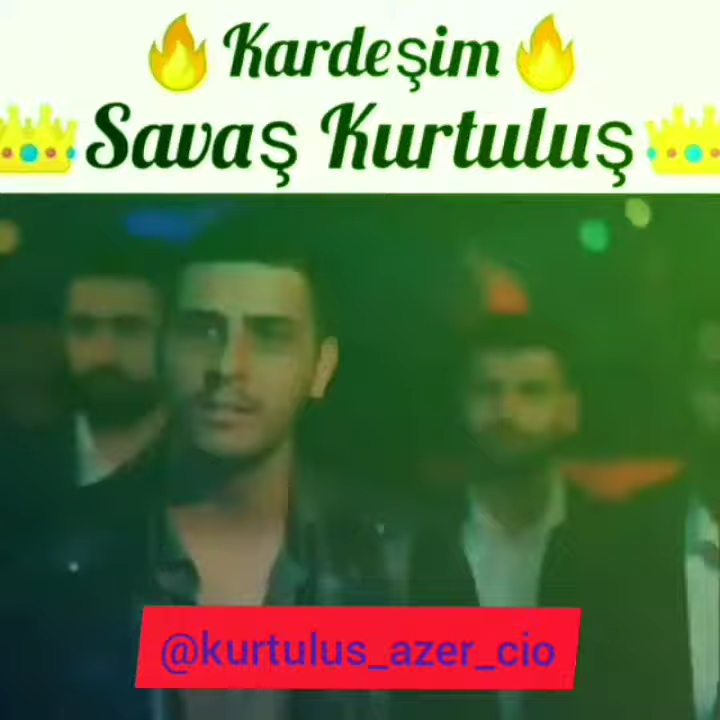 🔥 Kardeşim 🔥
👑 Savaş Kurtuluş 👑
@kurtulus_azer_cio